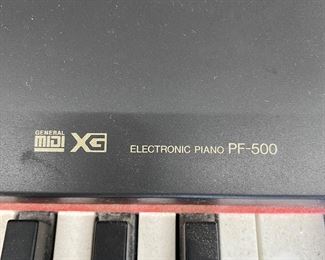 GENERAL
MIDI XG
ELECTRONIC PIANO PF-500